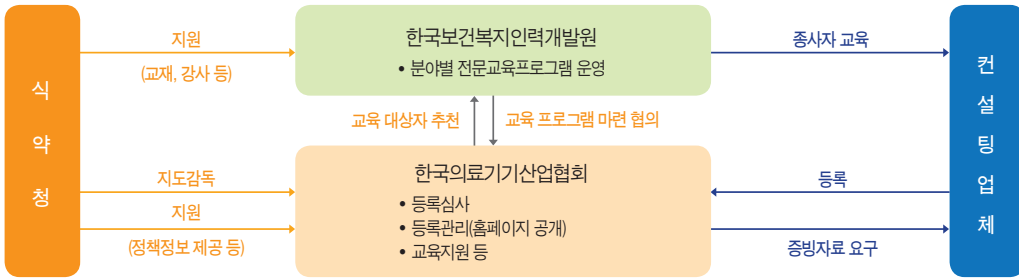 식약청
지원
(교재, 강사 등)
한국보건복지인력개발원
• 분야별 전문교육프로그램 운영
종사자 교육
컨설팅업체
교육 대상자 추천
교육 프로그램 마련 협의
지도감독
지원
(정책정보 제공 등)
한국의료기기산업협회
• 등록심사
• 등록관리(홈페이지 공개)
• 교육지원 등
등록
증빙자료 요구